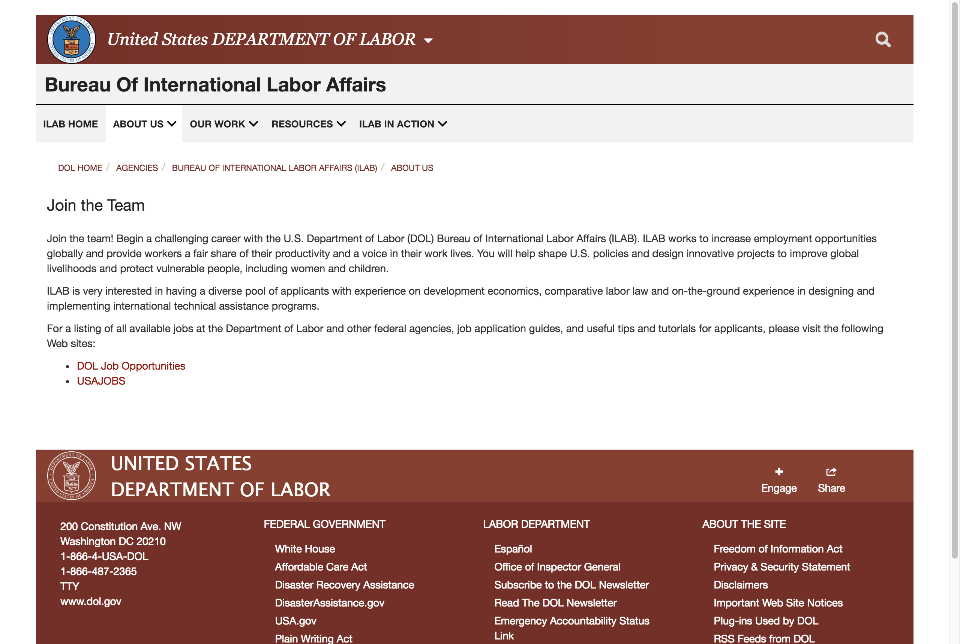 United States DEPARTMENT OF LABOR
Bureau Of International Labor Affairs
ILAB HOME ABOUT US OUR WORK RESOURCES ILAB IN ACTION
DOL HOME / AGENCIES / BUREAU OF INTERNATIONAL LABOR AFFAIRS (ILAB) / ABOUT US
Join the Team
Join the team! Begin a challenging career with the U.S. Department of Labor (DOL) Bureau of International Labor Affairs (ILAB). ILAB works to increase employment opportunities
globally and provide workers a fair share of their productivity and a voice in their work lives. You will help shape U.S. policies and design innovative projects to improve global
livelihoods and protect vulnerable people, including women and children.
ILAB is very interested in having a diverse pool of applicants with experience on development economics, comparative labor law and on-the-ground experience in designing and
implementing international technical assistance programs.
For a listing of all available jobs at the Department of Labor and other federal agencies, job application guides, and useful tips and tutorials for applicants, please visit the following
Web sites:
• DOL Job Opportunities
• USAJOBS
UNITED STATES
DEPARTMENT OF LABOR
Engage Share
200 Constitution Ave. NW
Washington DC 20210
1-866-4-USA-DOL
1-866-487-2365
TTY
www.dol.gov
FEDERAL GOVERNMENT
White House
Affordable Care Act
Disaster Recovery Assistance
DisasterAssistance.gov
USA.gov
Plain Writing Act
LABOR DEPARTMENT
Español
Office of Inspector General
Subscribe to the DOL Newsletter
Read The DOL Newsletter
Emergency Accountability Status
Link
ABOUT THE SITE
Freedom of Information Act
Privacy & Security Statement
Disclaimers
Important Web Site Notices
Plug-ins Used by DOL
RSS Feeds from DOL